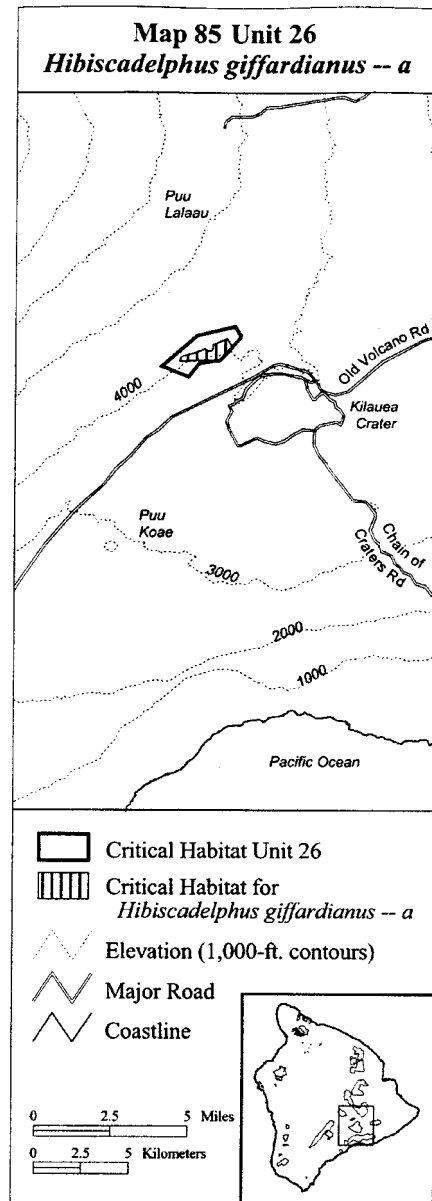 Map 85 Unit 26
Hibiscadelphus giffardianus -- a
Puu
Lalaau
Old Volcano Rd
4000
Kilauea
Crater
Puu
Koae
Chain of
Craters Rd
3000
2000
1000
Pacific Ocean
Critical Habitat Unit 26
Critical Habitat for
Hibiscadelphus giffardianus -- a
Elevation (1,000-ft. contours)
Major Road
Coastline
0 2.5 5 Miles
0 2.5 5 Kilometers